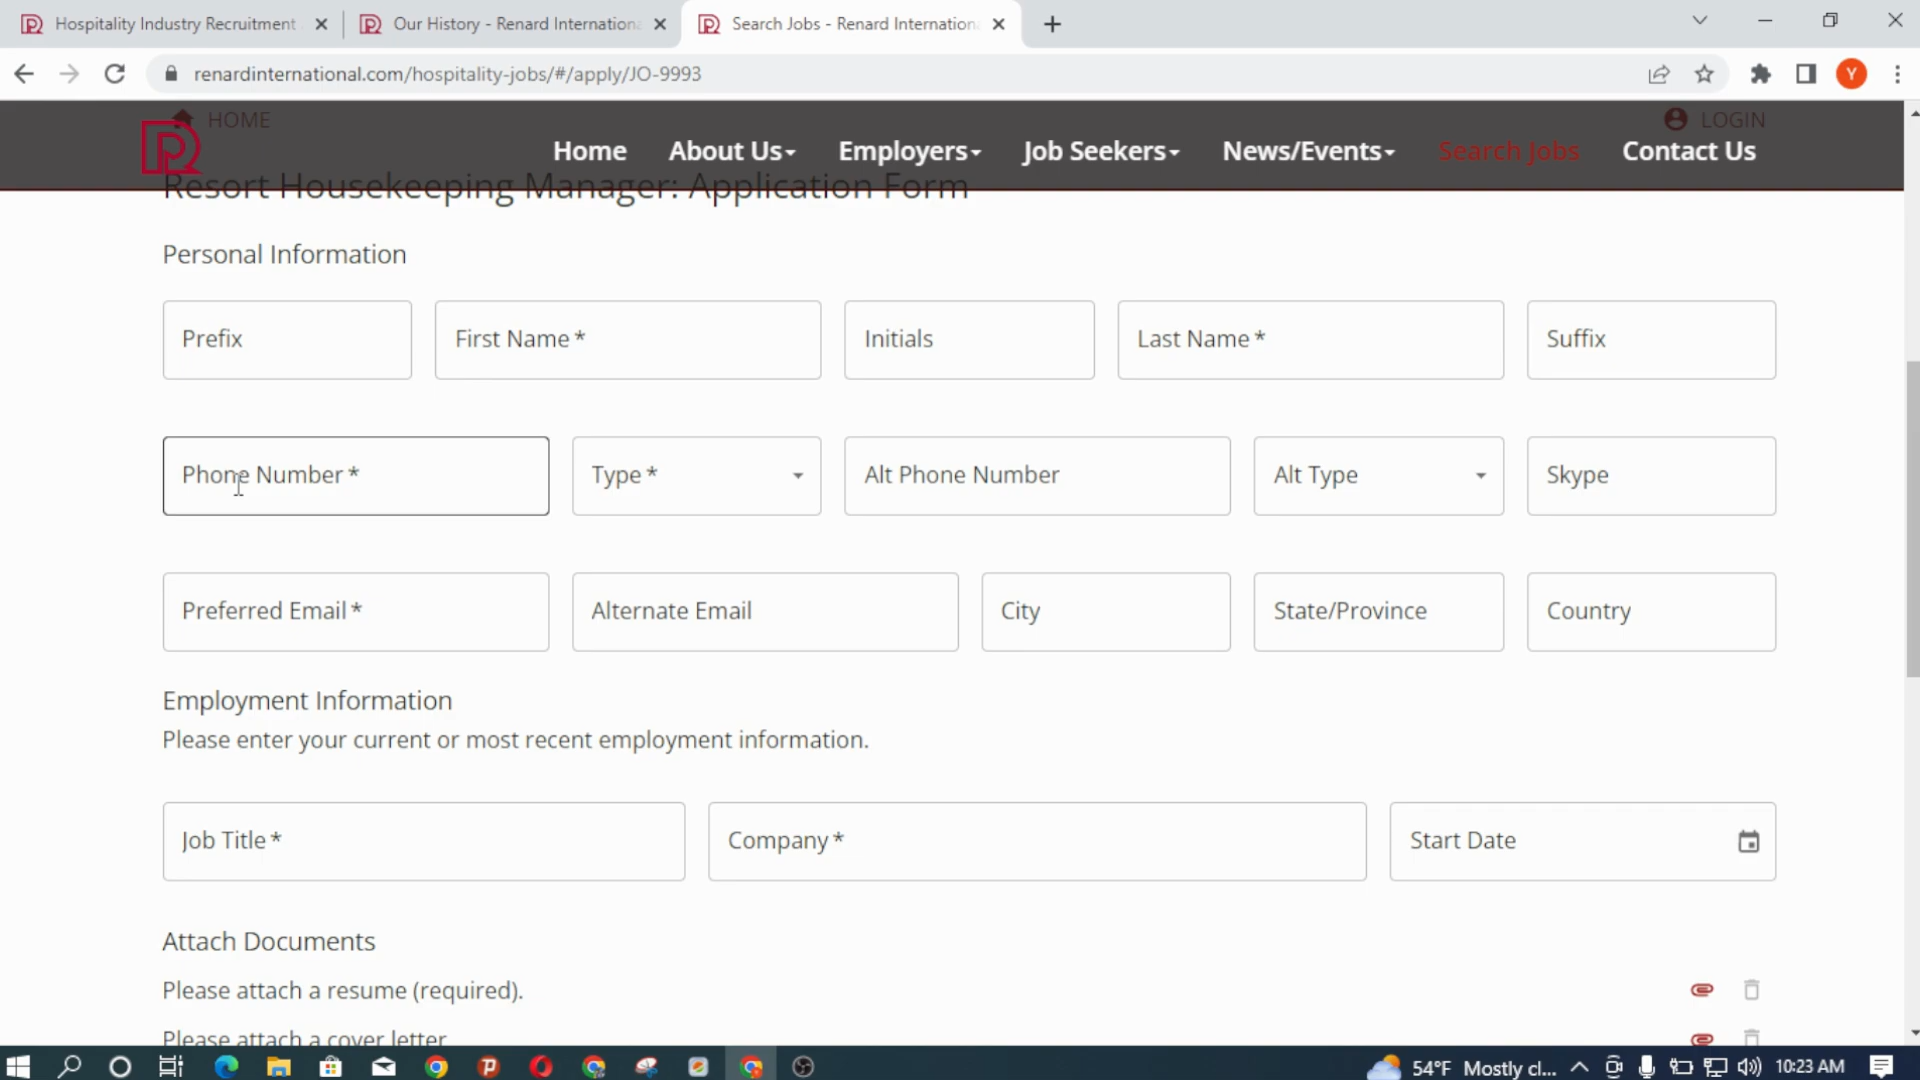 Hospitality Industry Recruitment
Our History - Renard Internationa
Search Jobs - Renard Internation
renardinternational.com/hospitality-jobs/#/apply/JO-9993
Y
HOME
LOGIN
Home
About Us
Employers
Job Seekers
News/Events
Search Jobs
Contact Us
Resort Housekeeping Manager: Application Form
Personal Information
Prefix
First Name *
Initials
Last Name *
Suffix
Phone Number *
Type *
Alt Phone Number
Alt Type
Skype
Preferred Email *
Alternate Email
City
State/Province
Country
Employment Information
Please enter your current or most recent employment information.
Job Title *
Company *
Start Date
Attach Documents
Please attach a resume (required).
Please attach a cover letter
54°F Mostly cl...
10:23 AM